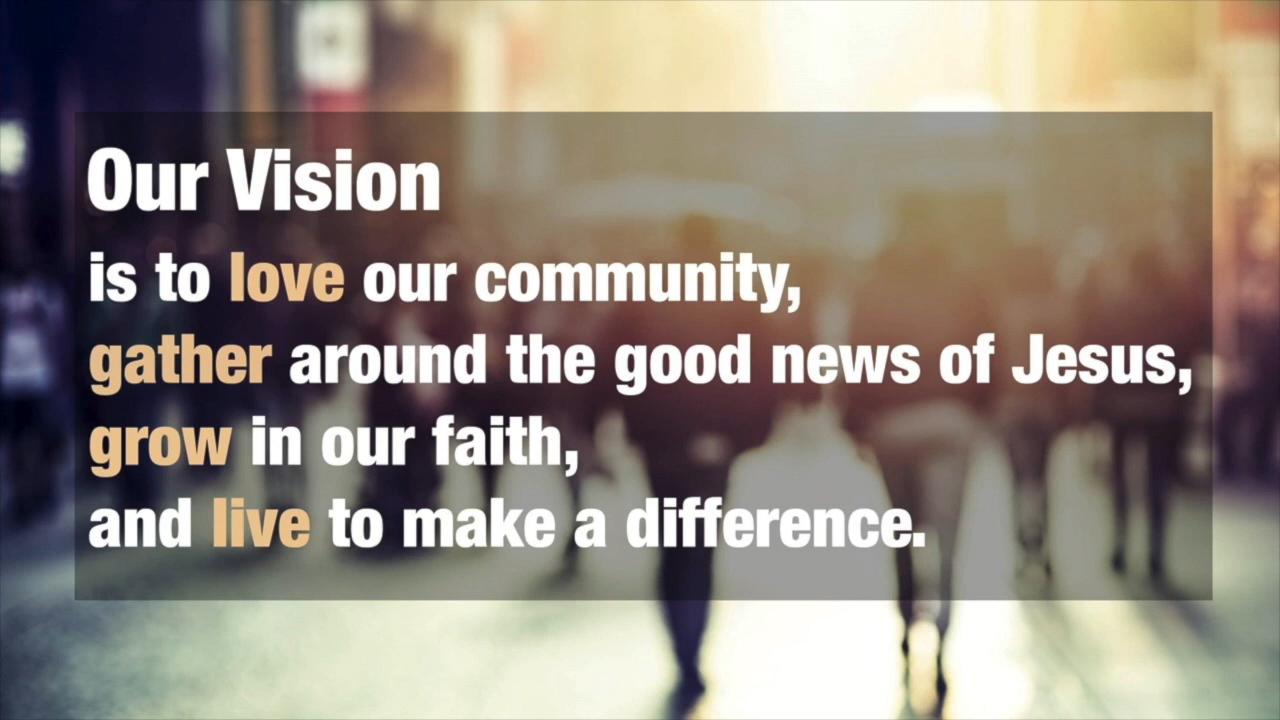 Our Vision
is to love our community,
gather around the good news of Jesus,
grow in our faith,
and live to make a difference.